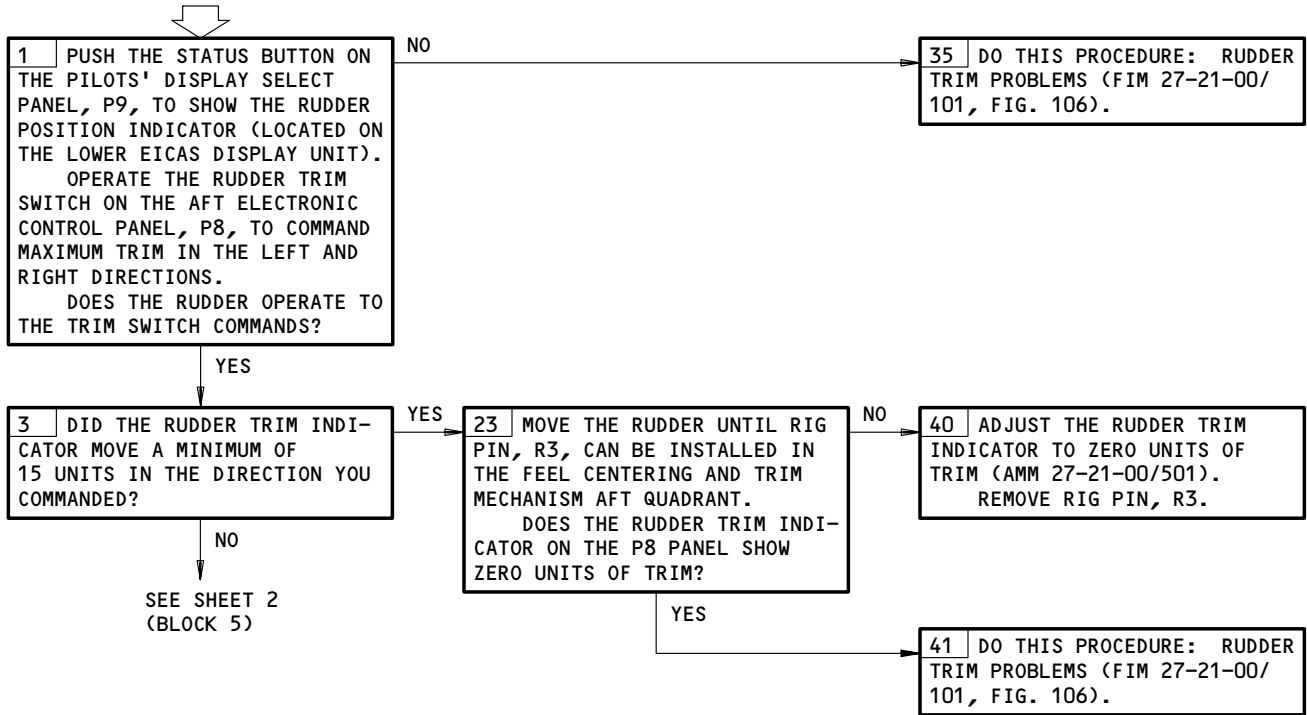 1 PUSH THE STATUS BUTTON ON
THE PILOTS' DISPLAY SELECT
PANEL, P9, TO SHOW THE RUDDER
POSITION INDICATOR (LOCATED ON
THE LOWER EICAS DISPLAY UNIT).
OPERATE THE RUDDER TRIM
SWITCH ON THE AFT ELECTRONIC
CONTROL PANEL, P8, TO COMMAND
MAXIMUM TRIM IN THE LEFT AND
RIGHT DIRECTIONS.
DOES THE RUDDER OPERATE TO
THE TRIM SWITCH COMMANDS?
NO
35 DO THIS PROCEDURE: RUDDER
TRIM PROBLEMS (FIM 27-21-00/
101, FIG. 106).
YES
3 DID THE RUDDER TRIM INDI-
CATOR MOVE A MINIMUM OF
15 UNITS IN THE DIRECTION YOU
COMMANDED?
YES
23 MOVE THE RUDDER UNTIL RIG
PIN, R3, CAN BE INSTALLED IN
THE FEEL CENTERING AND TRIM
MECHANISM AFT QUADRANT.
DOES THE RUDDER TRIM INDI-
CATOR ON THE P8 PANEL SHOW
ZERO UNITS OF TRIM?
NO
40 ADJUST THE RUDDER TRIM
INDICATOR TO ZERO UNITS OF
TRIM (AMM 27-21-00/501).
REMOVE RIG PIN, R3.
NO
SEE SHEET 2
(BLOCK 5)
YES
41 DO THIS PROCEDURE: RUDDER
TRIM PROBLEMS (FIM 27-21-00/
101, FIG. 106).